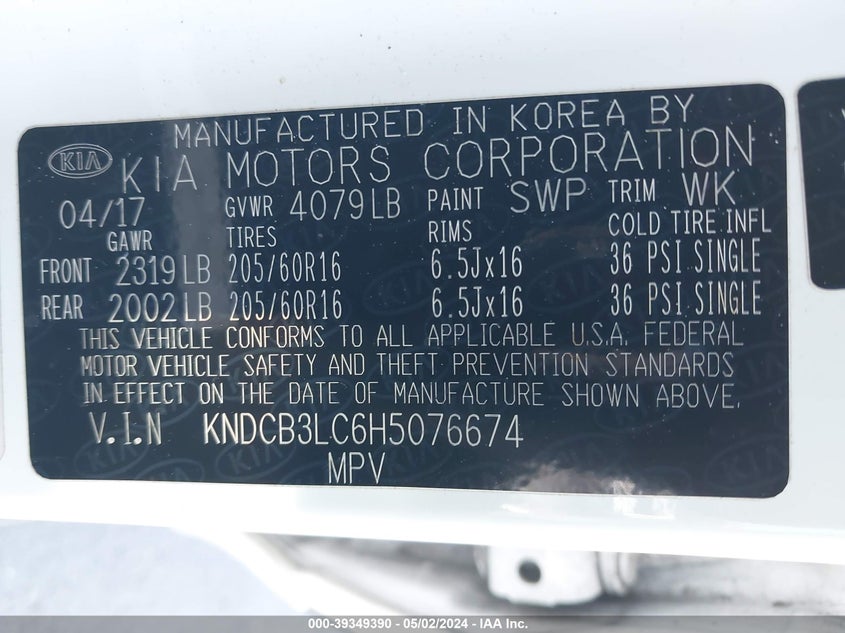 MANUFACTURED IN KOREA BY
KIA KIA MOTORS CORPORATION
04/17 GVWR 4079LB PAINT SWP TRIM WK
GAWR TIRES RIMS COLD TIRE INFL
FRONT 2319LB 205/60R16 6.5Jx16 36 PSI.SINGLE
REAR 2002LB 205/60R16 6.5Jx16 36 PSI.SINGLE
THIS VEHICLE CONFORMS TO ALL APPLICABLE U.S.A. FEDERAL
MOTOR VEHICLE SAFETY AND THEFT PREVENTION STANDARDS
IN EFFECT ON THE DATE OF MANUFACTURE SHOWN ABOVE.
V.I.N KNDCB3LC6H5076674
MPV
000-39349390 - 05/02/2024 - IAA Inc.